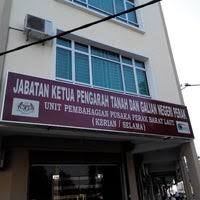 JABATAN KETUA PENGARAH TANAH DAN GALIAN NEGERI PERAK
UNIT PEMBAHAGIAN PUSAKA PERAK BARAT LAUT
(KERIAN / SELAMA)